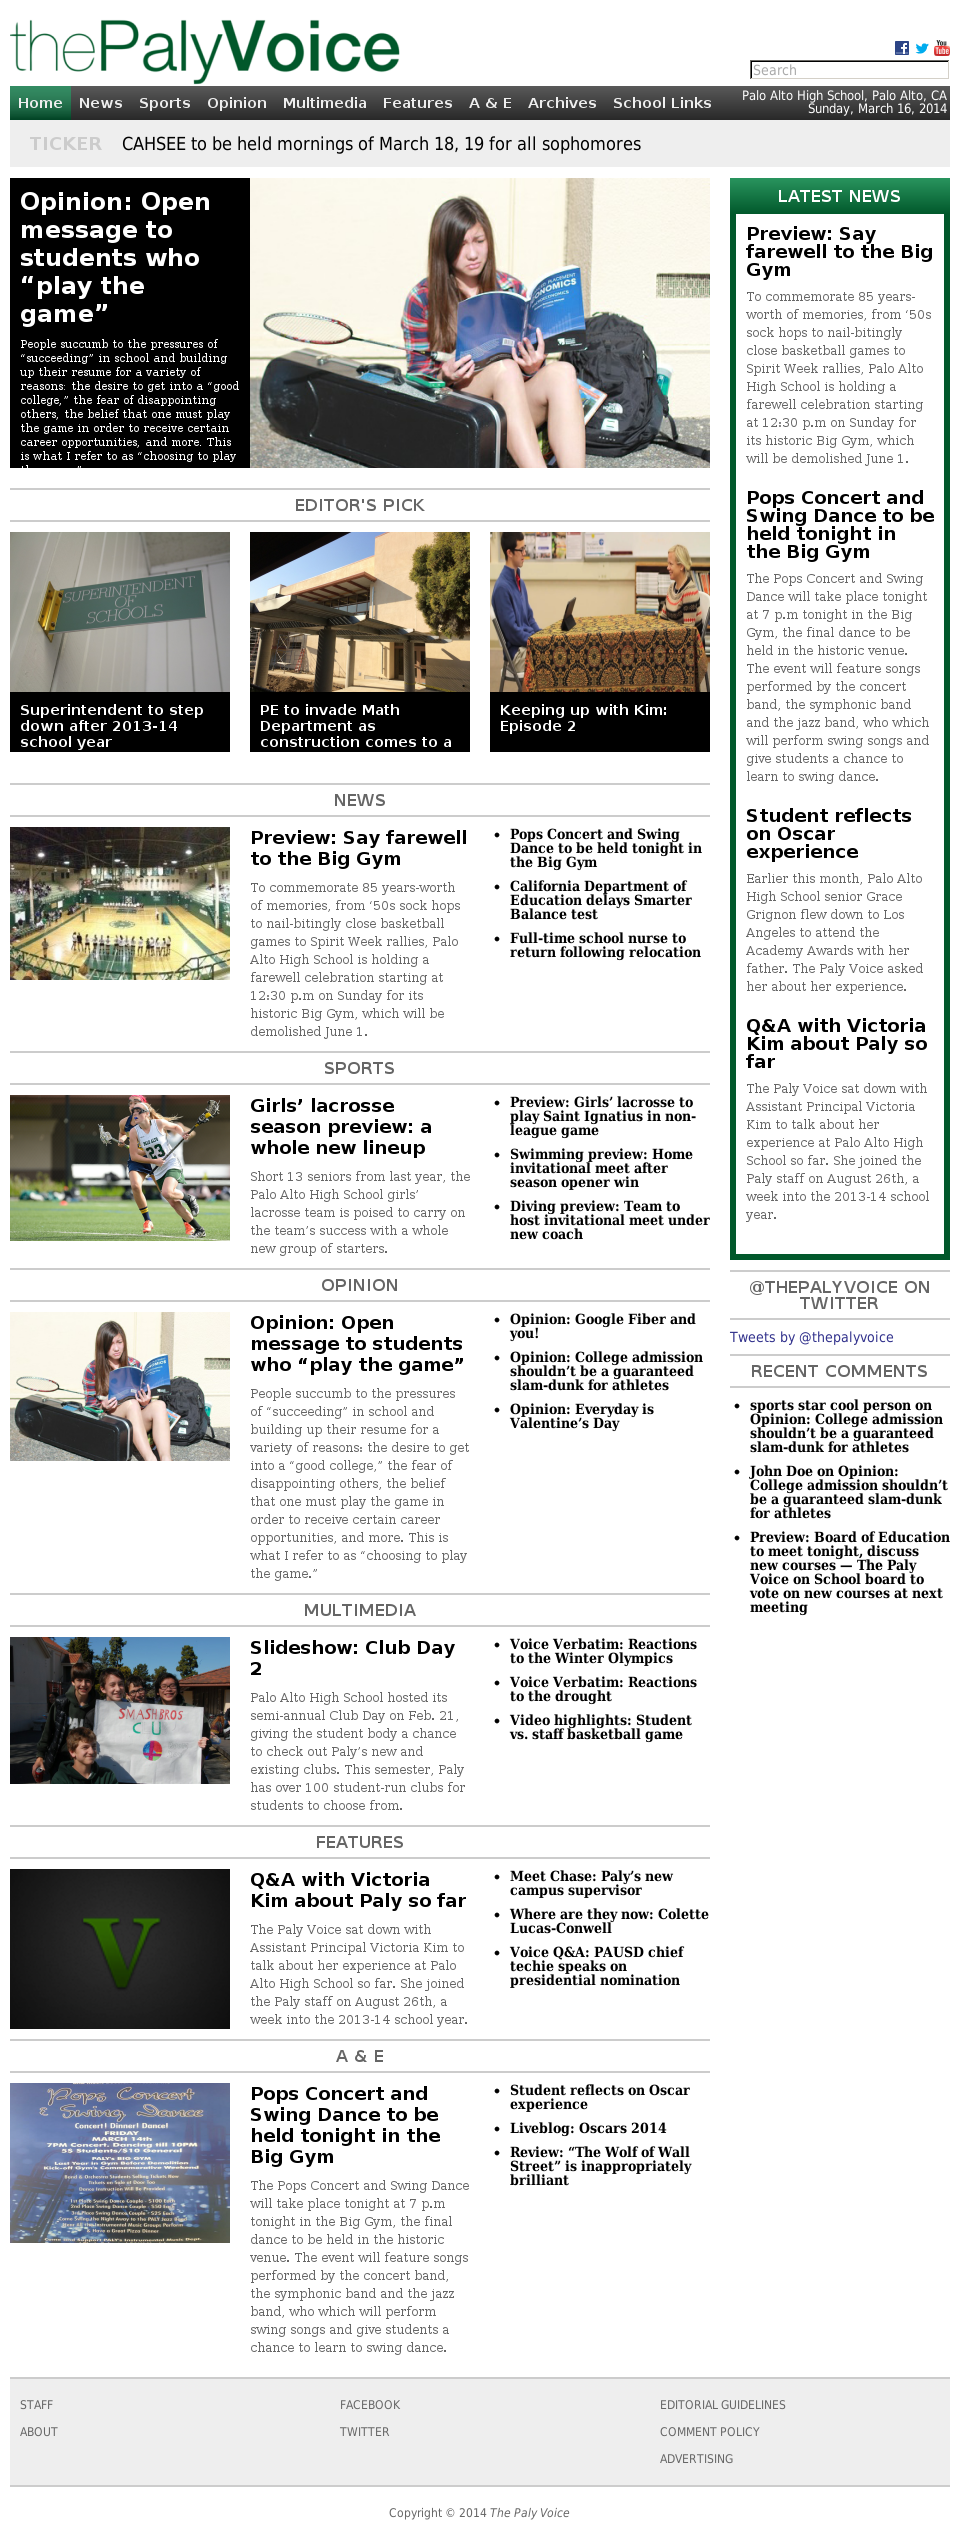 thePalyVoice
Search
Home News Sports Opinion Multimedia Features A & E Archives School Links
Palo Alto High School, Palo Alto, CA
Sunday, March 16, 2014
TICKER CAHSEE to be held mornings of March 18, 19 for all sophomores
Opinion: Open
message to
students who
“play the
game”
People succumb to the pressures of
“succeeding” in school and building
up their resume for a variety of
reasons: the desire to get into a “good
college,” the fear of disappointing
others, the belief that one must play
the game in order to receive certain
career opportunities, and more. This
is what I refer to as “choosing to play
EDITOR'S PICK
SUPERINTENDENT
OF
SCHOOLS
Superintendent to step
down after 2013-14
school year
PE to invade Math
Department as
construction comes to a
Keeping up with Kim:
Episode 2
NEWS
Preview: Say farewell
to the Big Gym
To commemorate 85 years-worth
of memories, from ‘50s sock hops
to nail-bitingly close basketball
games to Spirit Week rallies, Palo
Alto High School is holding a
farewell celebration starting at
12:30 p.m on Sunday for its
historic Big Gym, which will be
demolished June 1.
• Pops Concert and Swing
Dance to be held tonight in
the Big Gym
• California Department of
Education delays Smarter
Balance test
• Full-time school nurse to
return following relocation
SPORTS
23
Girls’ lacrosse
season preview: a
whole new lineup
Short 13 seniors from last year, the
Palo Alto High School girls’
lacrosse team is poised to carry on
the team’s success with a whole
new group of starters.
• Preview: Girls’ lacrosse to
play Saint Ignatius in non-
league game
• Swimming preview: Home
invitational meet after
season opener win
• Diving preview: Team to
host invitational meet under
new coach
OPINION
Opinion: Open
message to students
who “play the game”
People succumb to the pressures
of “succeeding” in school and
building up their resume for a
variety of reasons: the desire to get
into a “good college,” the fear of
disappointing others, the belief
that one must play the game in
order to receive certain career
opportunities, and more. This is
what I refer to as “choosing to play
the game.”
• Opinion: Google Fiber and
you!
• Opinion: College admission
shouldn’t be a guaranteed
slam-dunk for athletes
• Opinion: Everyday is
Valentine’s Day
MULTIMEDIA
SMASHBROS
C U
Slideshow: Club Day
2
Palo Alto High School hosted its
semi-annual Club Day on Feb. 21,
giving the student body a chance
to check out Paly’s new and
existing clubs. This semester, Paly
has over 100 student-run clubs for
students to choose from.
• Voice Verbatim: Reactions
to the Winter Olympics
• Voice Verbatim: Reactions
to the drought
• Video highlights: Student
vs. staff basketball game
FEATURES
V
Q&A with Victoria
Kim about Paly so far
The Paly Voice sat down with
Assistant Principal Victoria Kim to
talk about her experience at Palo
Alto High School so far. She joined
the Paly staff on August 26th, a
week into the 2013-14 school year.
• Meet Chase: Paly’s new
campus supervisor
• Where are they now: Colette
Lucas-Conwell
• Voice Q&A: PAUSD chief
techie speaks on
presidential nomination
A & E
Pops Concert
& Swing Dance
Concert! Dinner! Dance!
FRIDAY
MARCH 14th
7PM Concert, Dancing till 10PM
$5 Students/$10 General
PALY'S BIG GYM
Last Year in Gym Before Demolition
Kick-off Gym's Commemorative Weekend
Pops Concert and
Swing Dance to be
held tonight in the
Big Gym
The Pops Concert and Swing Dance
will take place tonight at 7 p.m
tonight in the Big Gym, the final
dance to be held in the historic
venue. The event will feature songs
performed by the concert band,
the symphonic band and the jazz
band, who which will perform
swing songs and give students a
chance to learn to swing dance.
• Student reflects on Oscar
experience
• Liveblog: Oscars 2014
• Review: “The Wolf of Wall
Street” is inappropriately
brilliant
LATEST NEWS
Preview: Say
farewell to the Big
Gym
To commemorate 85 years-
worth of memories, from ‘50s
sock hops to nail-bitingly
close basketball games to
Spirit Week rallies, Palo Alto
High School is holding a
farewell celebration starting
at 12:30 p.m on Sunday for
its historic Big Gym, which
will be demolished June 1.
Pops Concert and
Swing Dance to be
held tonight in
the Big Gym
The Pops Concert and Swing
Dance will take place tonight
at 7 p.m tonight in the Big
Gym, the final dance to be
held in the historic venue.
The event will feature songs
performed by the concert
band, the symphonic band
and the jazz band, who which
will perform swing songs and
give students a chance to
learn to swing dance.
Student reflects
on Oscar
experience
Earlier this month, Palo Alto
High School senior Grace
Grignon flew down to Los
Angeles to attend the
Academy Awards with her
father. The Paly Voice asked
her about her experience.
Q&A with Victoria
Kim about Paly so
far
The Paly Voice sat down with
Assistant Principal Victoria
Kim to talk about her
experience at Palo Alto High
School so far. She joined the
Paly staff on August 26th, a
week into the 2013-14 school
year.
@THEPALYVOICE ON
TWITTER
Tweets by @thepalyvoice
RECENT COMMENTS
• sports star cool person on
Opinion: College admission
shouldn’t be a guaranteed
slam-dunk for athletes
• John Doe on Opinion:
College admission shouldn’t
be a guaranteed slam-dunk
for athletes
• Preview: Board of Education
to meet tonight, discuss
new courses — The Paly
Voice on School board to
vote on new courses at next
meeting
STAFF
ABOUT
FACEBOOK
TWITTER
EDITORIAL GUIDELINES
COMMENT POLICY
ADVERTISING
Copyright © 2014 The Paly Voice